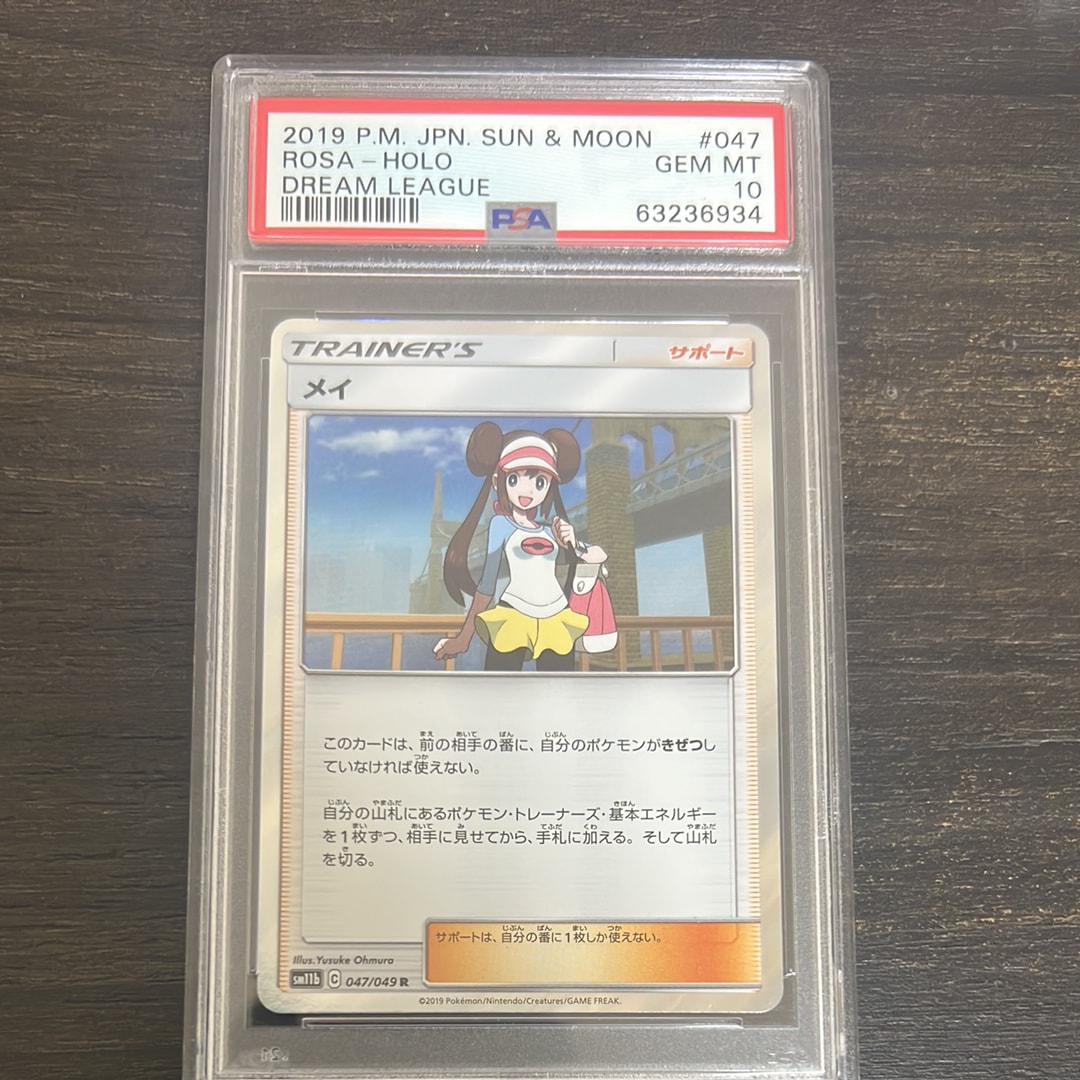 2019 P.M. JPN. SUN & MOON #047
ROSA - HOLO GEM MT
DREAM LEAGUE 10
PSA 63236934
TRAINER'S サポート
メイ
このカードは、前の相手の番に、自分のポケモンがきぜつし
ていなければ使えない。
自分の山札にあるポケモン・トレーナーズ・基本エネルギー
を1枚ずつ、相手に見せてから、手札に加える。そして山札
を切る。
サポートは、自分の番に1枚しか使えない。
Illus.Yusuke Ohmura
sm11b C 047/049 R
©2019 Pokémon/Nintendo/Creatures/GAME FREAK.